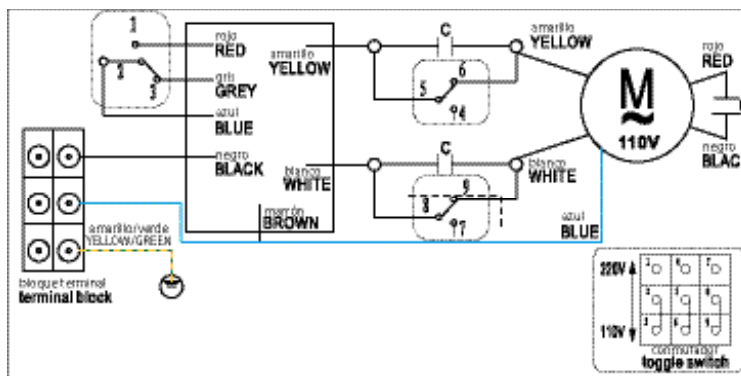 1
rojo
RED
2
gris
GREY
3
azul
BLUE
negro
BLACK
amarillo
YELLOW
blanco
WHITE
marrón
BROWN
C
5
6
4
C
8
9
7
amarillo
YELLOW
blanco
WHITE
azul
BLUE
M
~
110V
rojo
RED
negro
BLAC
amarillo/verde
YELLOW/GREEN
bloque terminal
terminal block
220V
110V
conmutador
toggle switch